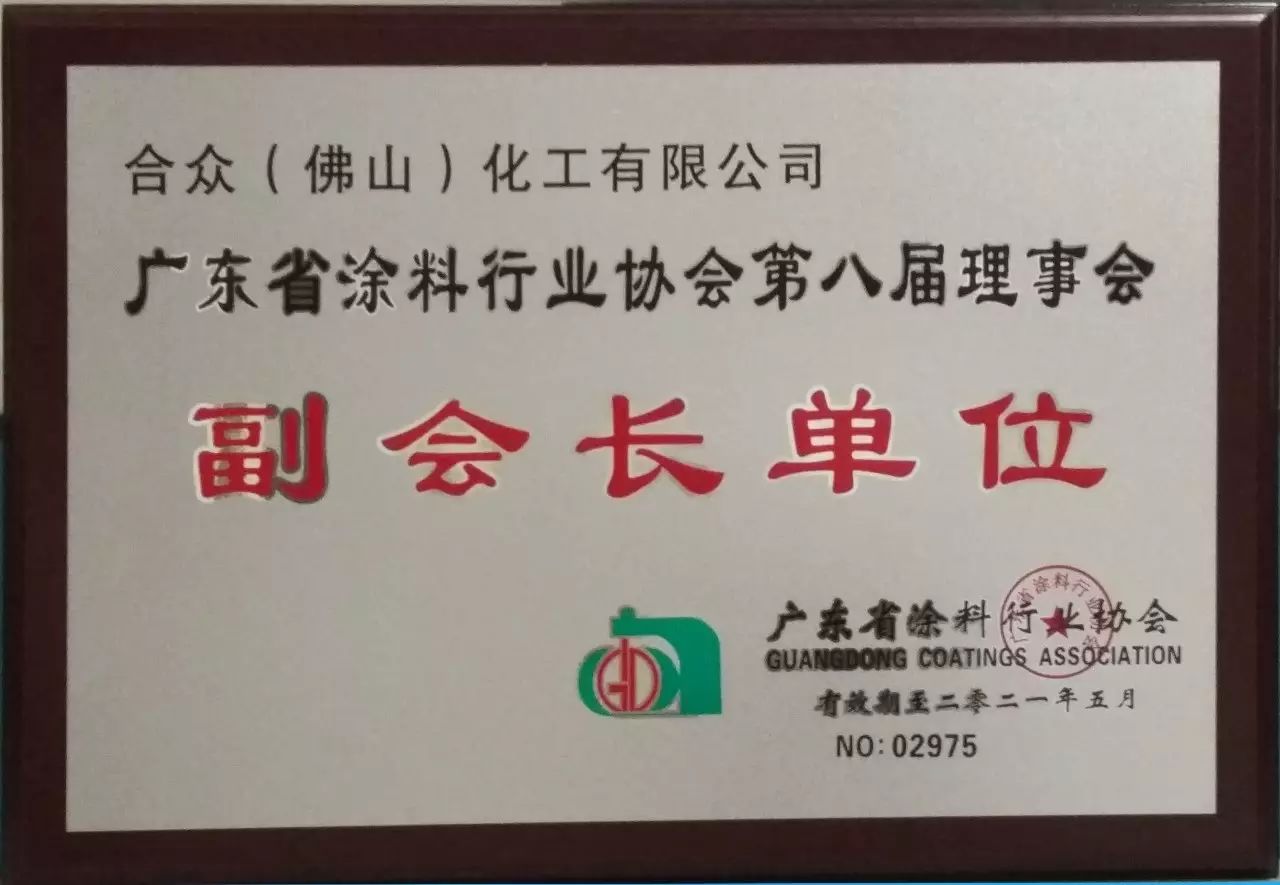 合众（佛山）化工有限公司
广东省涂料行业协会第八届理事会
副会长单位
广东省涂料行业协会
GUANGDONG COATINGS ASSOCIATION
有效期至二零二一年五月
NO: 02975